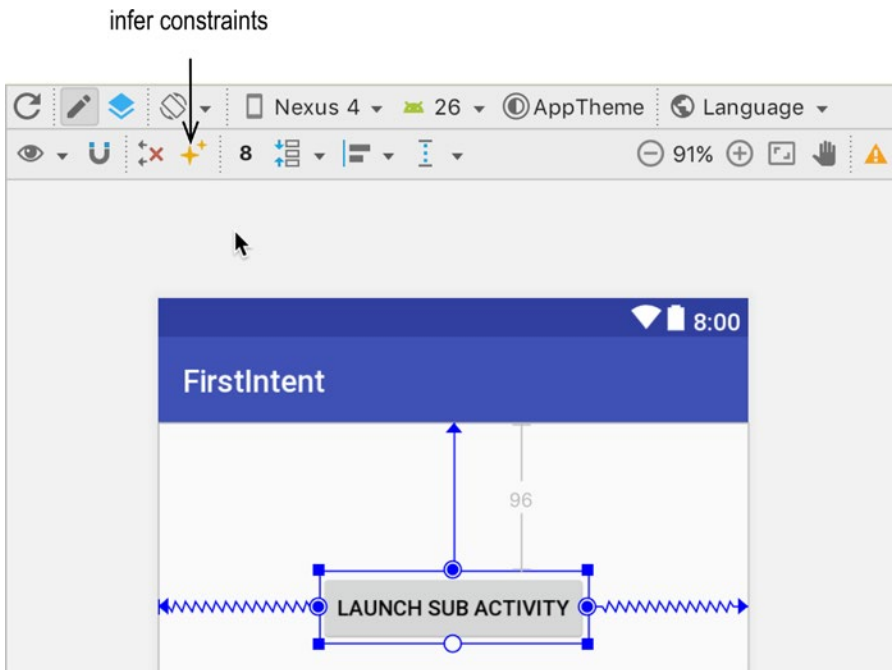 infer constraints
Nexus 4 26 AppTheme Language
8 91%
8:00
FirstIntent
96
LAUNCH SUB ACTIVITY